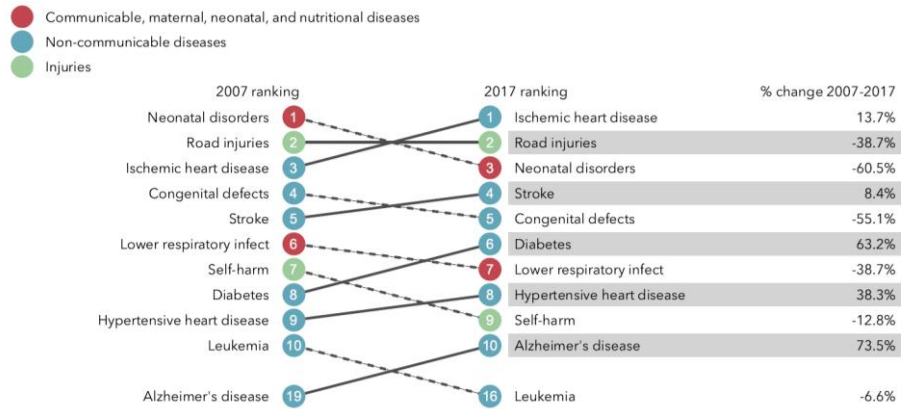 Communicable, maternal, neonatal, and nutritional diseases
Non-communicable diseases
Injuries
2007 ranking 2017 ranking % change 2007-2017
Neonatal disorders 1 1 Ischemic heart disease 13.7%
Road injuries 2 2 Road injuries -38.7%
Ischemic heart disease 3 3 Neonatal disorders -60.5%
Congenital defects 4 4 Stroke 8.4%
Stroke 5 5 Congenital defects -55.1%
Lower respiratory infect 6 6 Diabetes 63.2%
Self-harm 7 7 Lower respiratory infect -38.7%
Diabetes 8 8 Hypertensive heart disease 38.3%
Hypertensive heart disease 9 9 Self-harm -12.8%
Leukemia 10 10 Alzheimer's disease 73.5%
Alzheimer's disease 19 16 Leukemia -6.6%